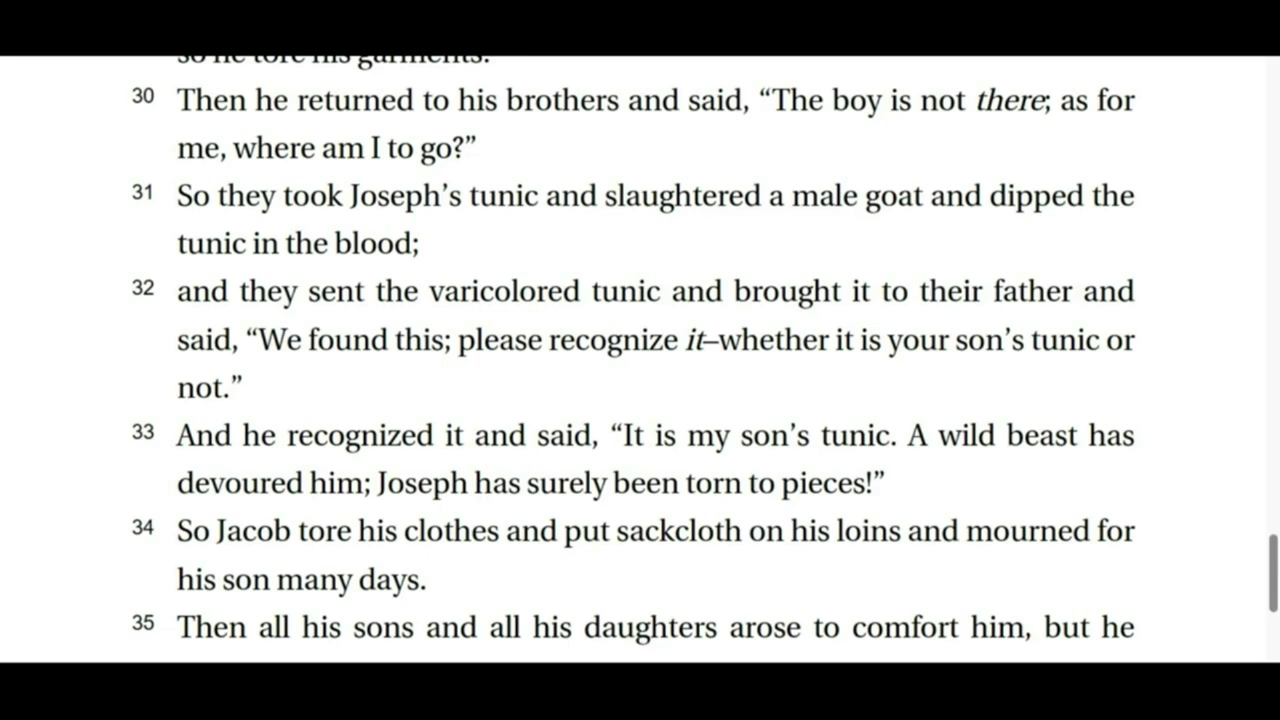 so he tore his garments.
30 Then he returned to his brothers and said, “The boy is not there; as for
me, where am I to go?”
31 So they took Joseph’s tunic and slaughtered a male goat and dipped the
tunic in the blood;
32 and they sent the varicolored tunic and brought it to their father and
said, “We found this; please recognize it–whether it is your son’s tunic or
not.”
33 And he recognized it and said, “It is my son’s tunic. A wild beast has
devoured him; Joseph has surely been torn to pieces!”
34 So Jacob tore his clothes and put sackcloth on his loins and mourned for
his son many days.
35 Then all his sons and all his daughters arose to comfort him, but he